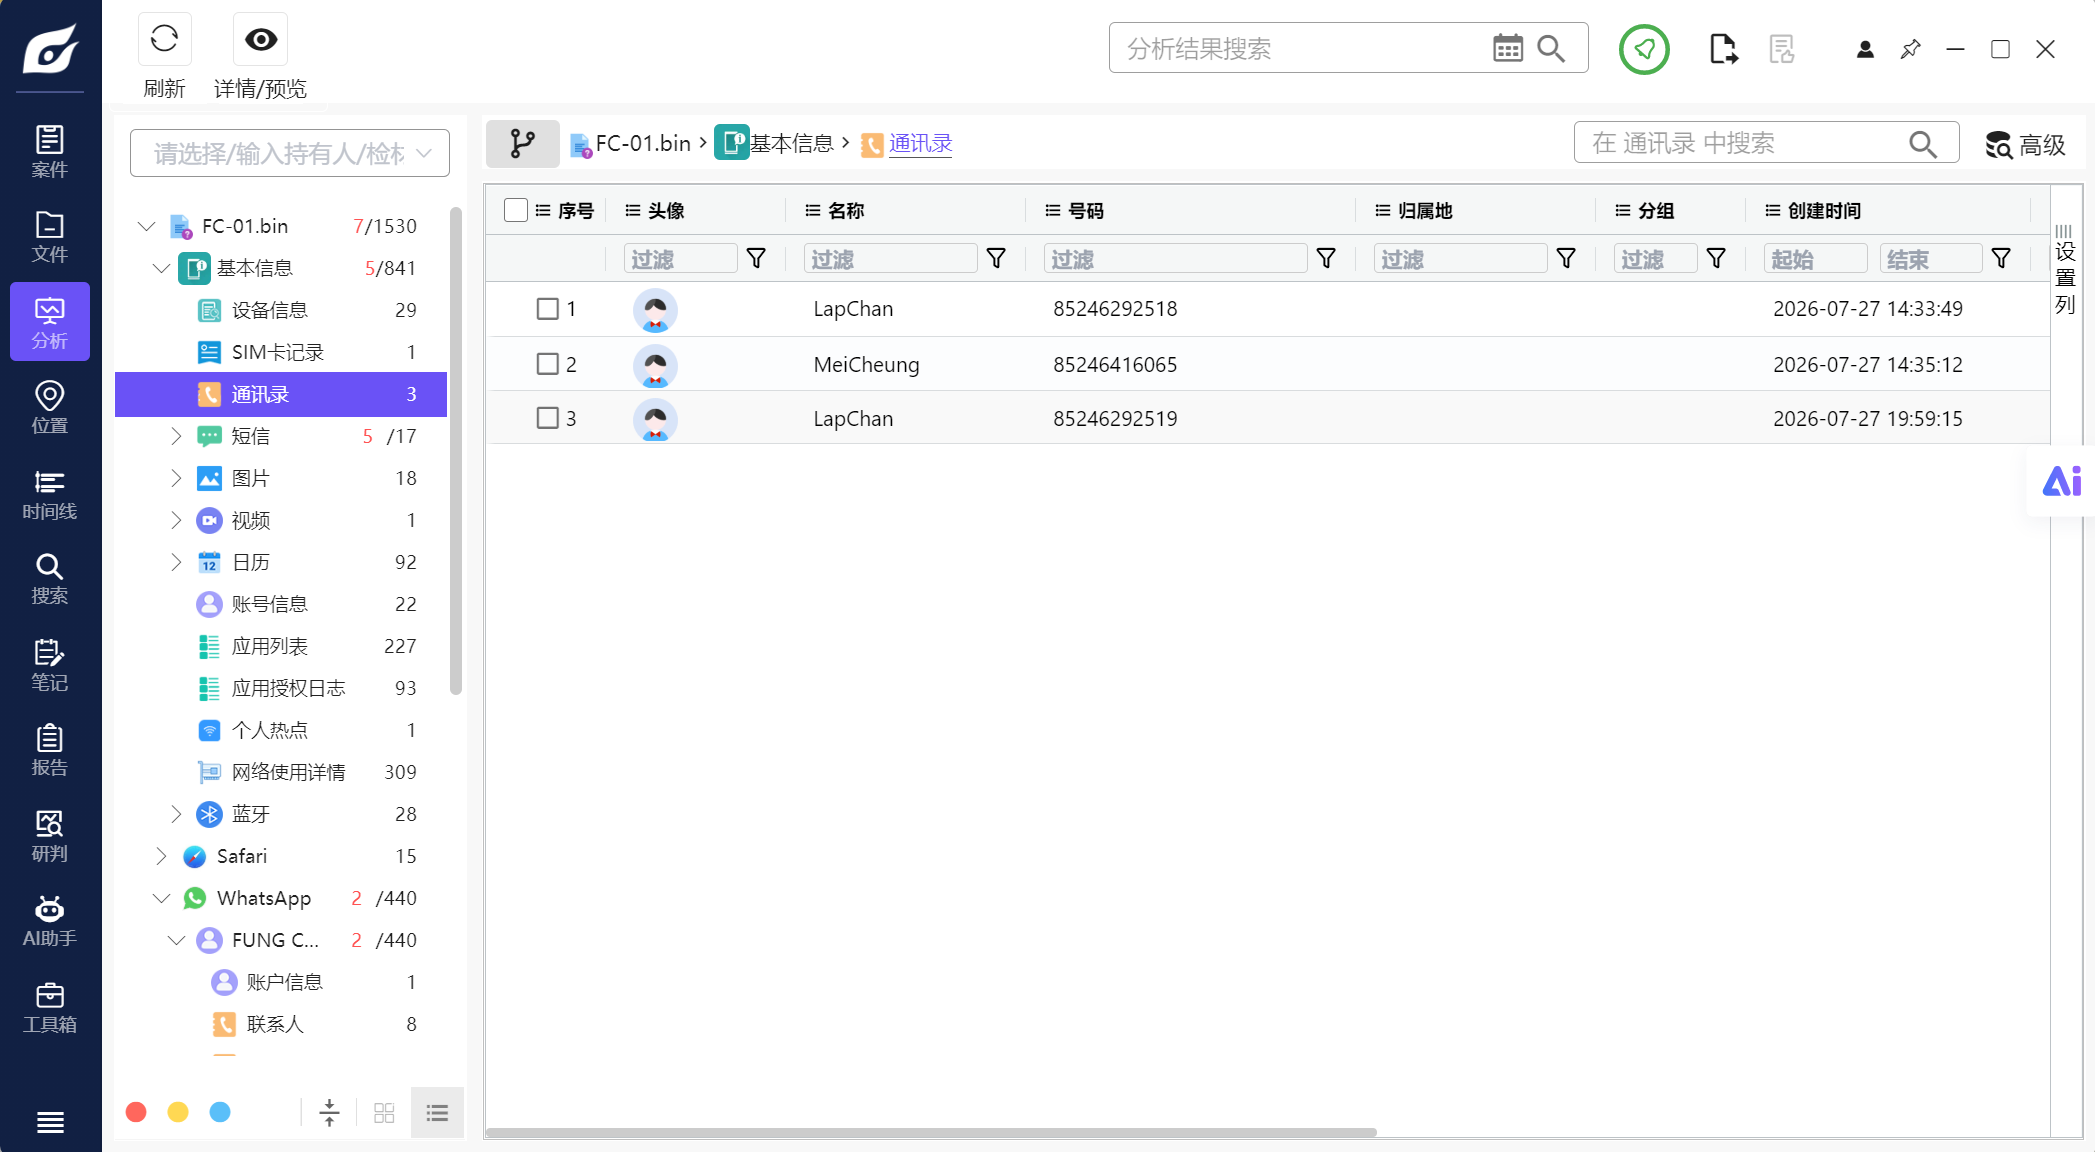 刷新
详情/预览
分析结果搜索
案件
文件
分析
位置
时间线
搜索
笔记
报告
研判
AI助手
工具箱
请选择/输入持有人/检材
FC-01.bin 7/1530
基本信息 5/841
设备信息 29
SIM卡记录 1
通讯录 3
短信 5 /17
图片 18
视频 1
12 日历 92
账号信息 22
应用列表 227
应用授权日志 93
个人热点 1
网络使用详情 309
蓝牙 28
Safari 15
WhatsApp 2 /440
FUNG C... 2 /440
账户信息 1
联系人 8
FC-01.bin > 基本信息 > 通讯录
在 通讯录 中搜索
高级
序号 头像 名称 号码 归属地 分组 创建时间
过滤 过滤 过滤 过滤 过滤 起始 结束
1 LapChan 85246292518 2026-07-27 14:33:49
2 MeiCheung 85246416065 2026-07-27 14:35:12
3 LapChan 85246292519 2026-07-27 19:59:15
设置列
Ai